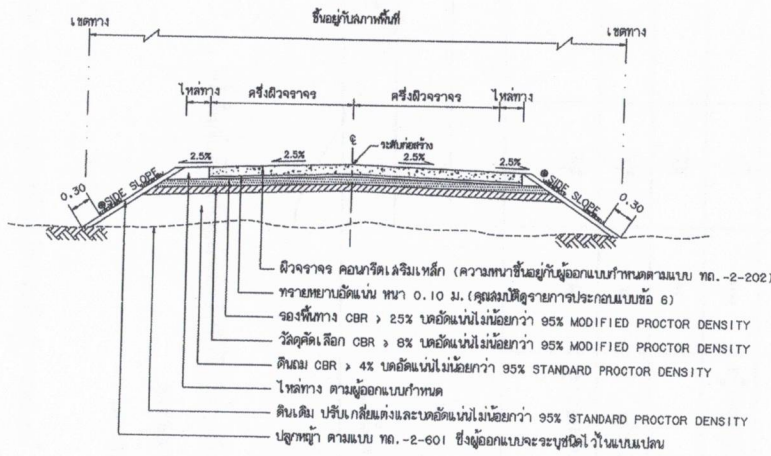 ขึ้นอยู่กับสภาพพื้นที่
เขตทาง
เขตทาง
ไหล่ทาง
ครึ่งผิวจราจร
ครึ่งผิวจราจร
ไหล่ทาง
ระดับก่อสร้าง
2.5%
2.5%
2.5%
2.5%
0.30
SIDE SLOPE
SIDE SLOPE
0.30
ผิวจราจร คอนกรีตเสริมเหล็ก (ความหนาขึ้นอยู่กับผู้ออกแบบกำหนดตามแบบ ทถ.-2-202)
ทรายหยาบอัดแน่น หนา 0.10 ม. (คุณสมบัติดูรายการประกอบแบบข้อ 6)
รองพื้นทาง CBR > 25% บดอัดแน่นไม่น้อยกว่า 95% MODIFIED PROCTOR DENSITY
วัสดุคัดเลือก CBR > 8% บดอัดแน่นไม่น้อยกว่า 95% MODIFIED PROCTOR DENSITY
ดินถม CBR > 4% บดอัดแน่นไม่น้อยกว่า 95% STANDARD PROCTOR DENSITY
ไหล่ทาง ตามผู้ออกแบบกำหนด
ดินเดิม ปรับเกลี่ยแต่งและบดอัดแน่นไม่น้อยกว่า 95% STANDARD PROCTOR DENSITY
ปลูกหญ้า ตามแบบ ทถ.-2-601 ซึ่งผู้ออกแบบจะระบุชนิดไว้ในแบบแปลน